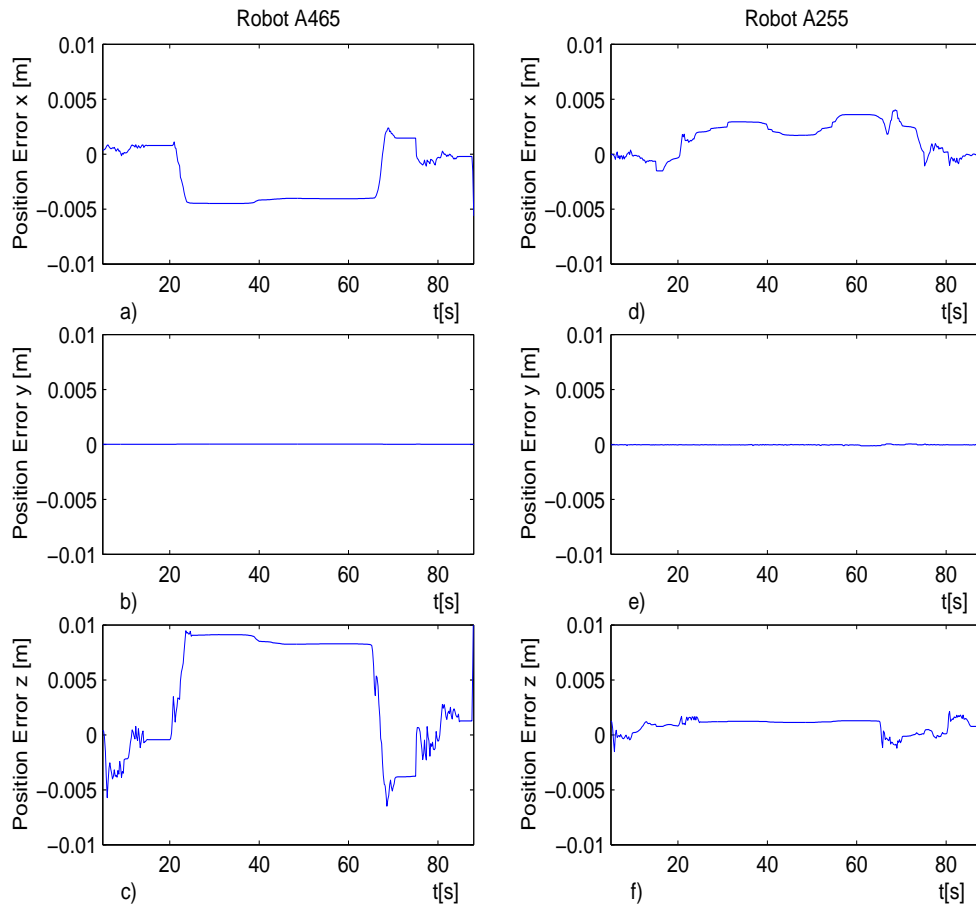 Robot A465
Position Error x [m]
0.01
0.005
0
−0.005
−0.01
20 40 60 80
a) t[s]
Robot A255
Position Error x [m]
0.01
0.005
0
−0.005
−0.01
20 40 60 80
d) t[s]
Position Error y [m]
0.01
0.005
0
−0.005
−0.01
20 40 60 80
b) t[s]
Position Error y [m]
0.01
0.005
0
−0.005
−0.01
20 40 60 80
e) t[s]
Position Error z [m]
0.01
0.005
0
−0.005
−0.01
20 40 60 80
c) t[s]
Position Error z [m]
0.01
0.005
0
−0.005
−0.01
20 40 60 80
f) t[s]